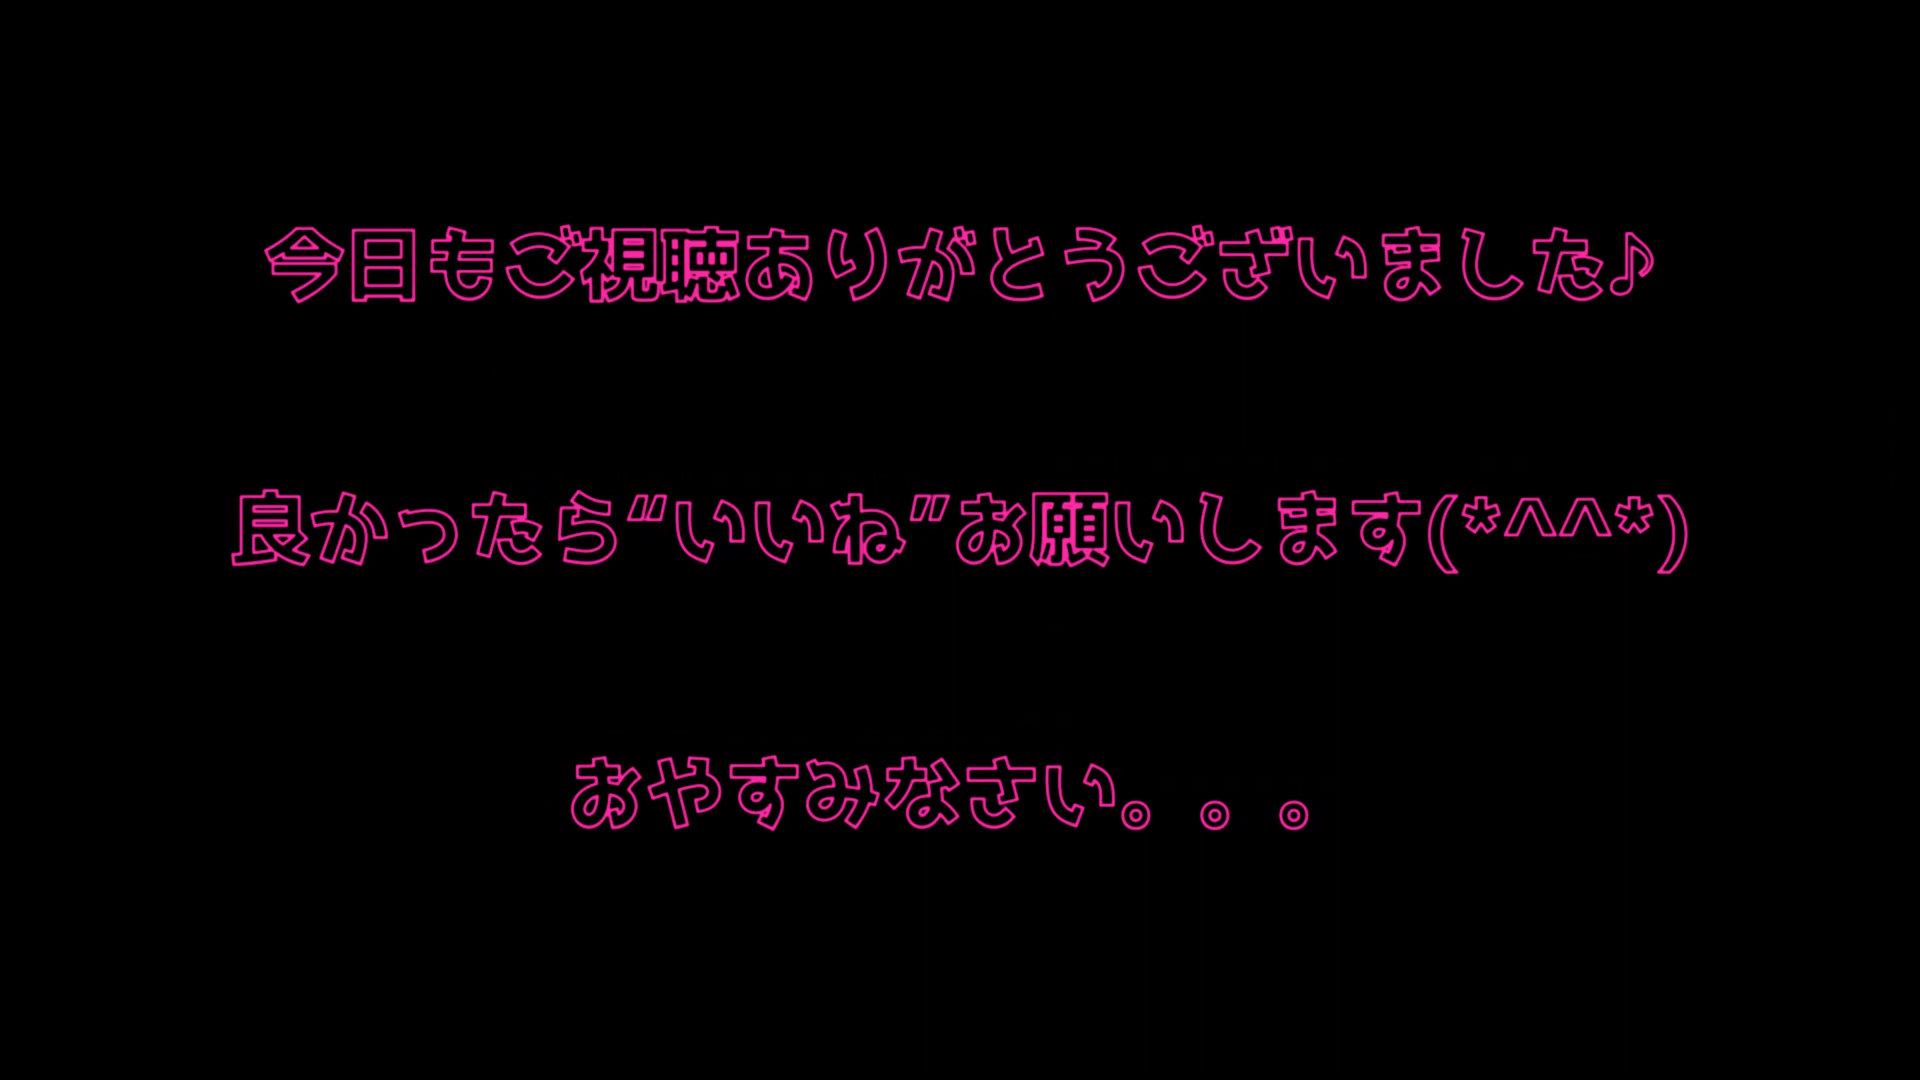 今日もご視聴ありがとうございました♪
良かったら“いいね”お願いします(*^^*)
おやすみなさい。。。